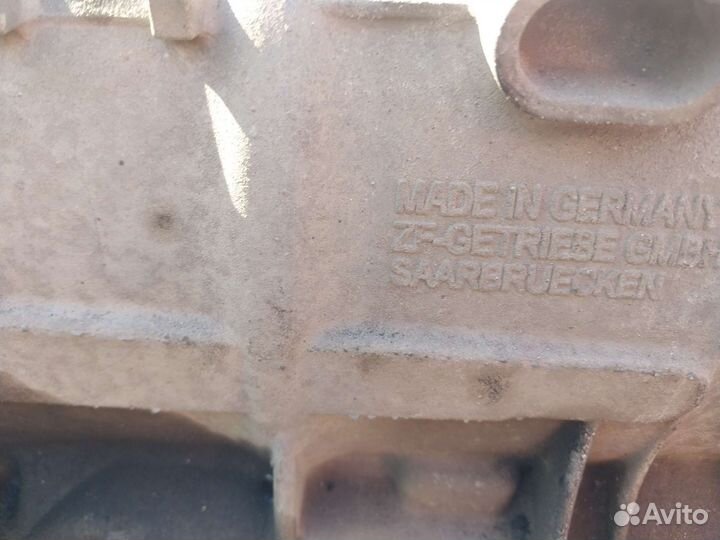 MADE IN GERMANY
ZF-GETRIEBE GMBH
SAARBRUECKEN
Avito